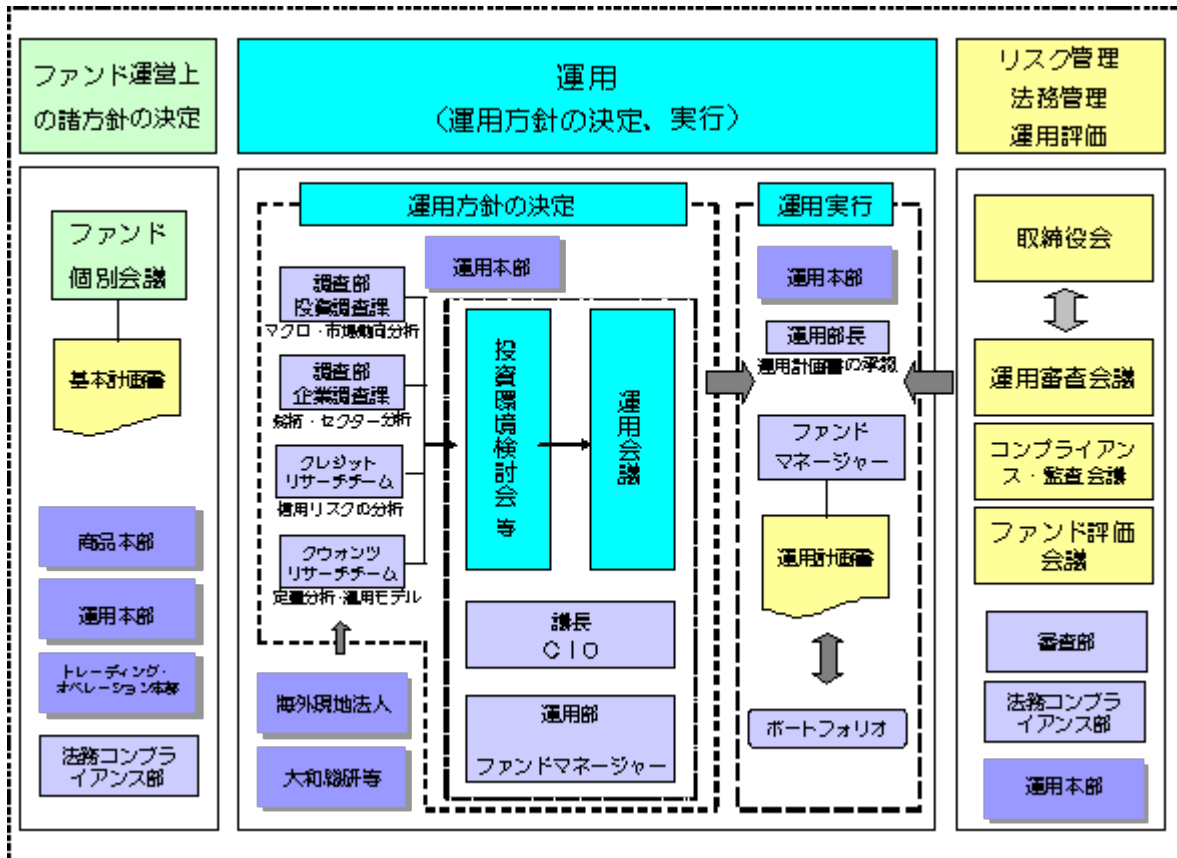 ファンド運営上
の諸方針の決定
ファンド
個別会議
基本計画書
商品本部
運用本部
トレーディング・
オペレーション本部
法務コンプラ
イアンス部
運用
（運用方針の決定、実行）
運用方針の決定
運用本部
調査部
投資調査課
マクロ・市場動向分析
調査部
企業調査課
銘柄・セクター分析
クレジット
リサーチチーム
信用リスクの分析
クウォンツ
リサーチチーム
定量分析・運用モデル
海外現地法人
大和総研等
投資環境検討会 等
運用会議
議長
ＣＩＯ
運用部
ファンドマネージャー
運用実行
運用本部
運用部長
運用計画書の承認
ファンド
マネージャー
運用計画書
ポートフォリオ
リスク管理
法務管理
運用評価
取締役会
運用審査会議
コンプライアン
ス・監査会議
ファンド評価
会議
審査部
法務コンプラ
イアンス部
運用本部